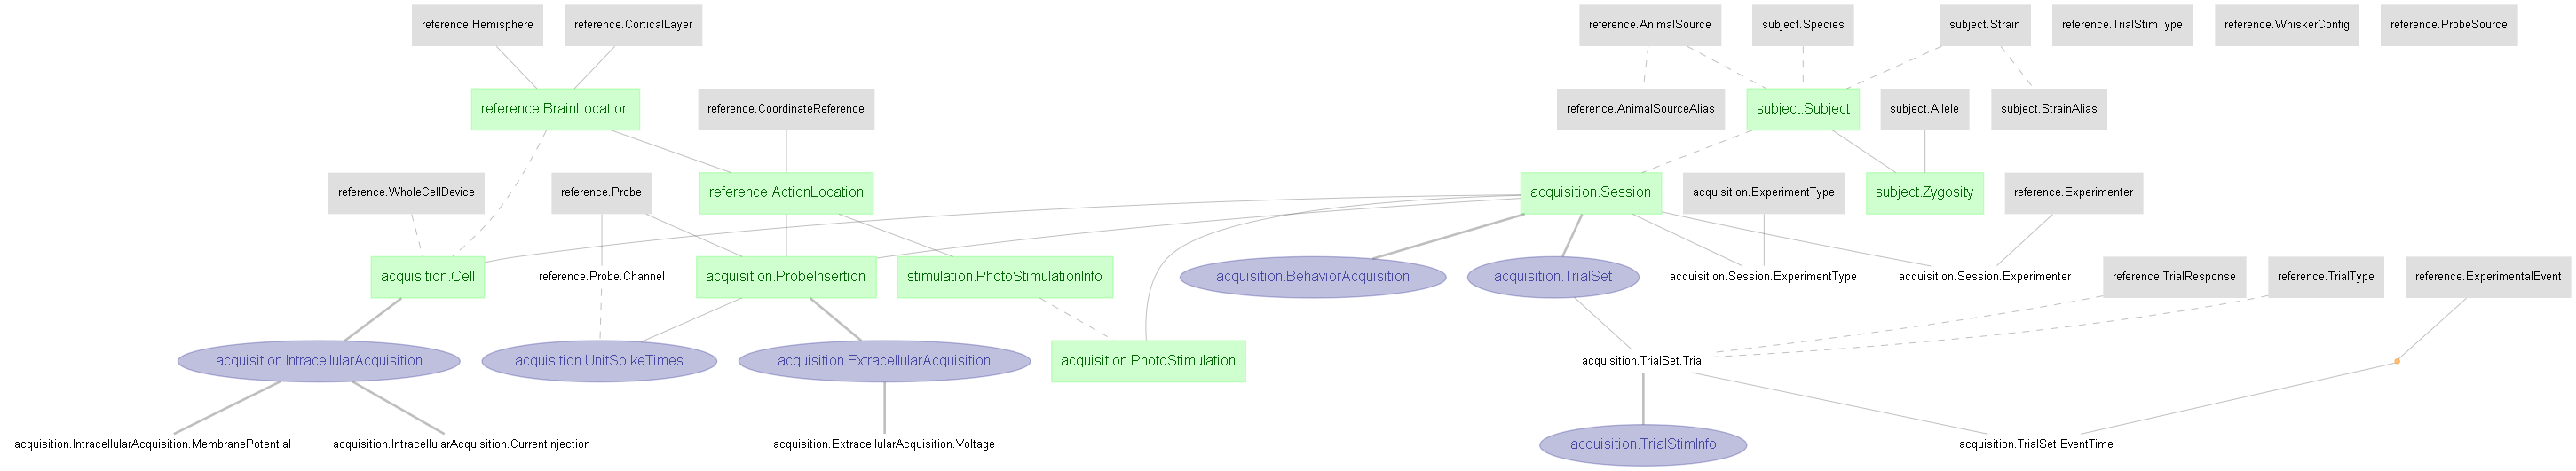 reference.Hemisphere
reference.CorticalLayer
reference.AnimalSource
subject.Species
subject.Strain
reference.TrialStimType
reference.WhiskerConfig
reference.ProbeSource
reference.BrainLocation
reference.CoordinateReference
reference.AnimalSourceAlias
subject.Subject
subject.Allele
subject.StrainAlias
reference.WholeCellDevice
reference.Probe
reference.ActionLocation
acquisition.Session
acquisition.ExperimentType
subject.Zygosity
reference.Experimenter
acquisition.Cell
reference.Probe.Channel
acquisition.ProbeInsertion
stimulation.PhotoStimulationInfo
acquisition.BehaviorAcquisition
acquisition.TrialSet
acquisition.Session.ExperimentType
acquisition.Session.Experimenter
reference.TrialResponse
reference.TrialType
reference.ExperimentalEvent
acquisition.IntracellularAcquisition
acquisition.UnitSpikeTimes
acquisition.ExtracellularAcquisition
acquisition.PhotoStimulation
acquisition.TrialSet.Trial
acquisition.IntracellularAcquisition.MembranePotential
acquisition.IntracellularAcquisition.CurrentInjection
acquisition.ExtracellularAcquisition.Voltage
acquisition.TrialStimInfo
acquisition.TrialSet.EventTime